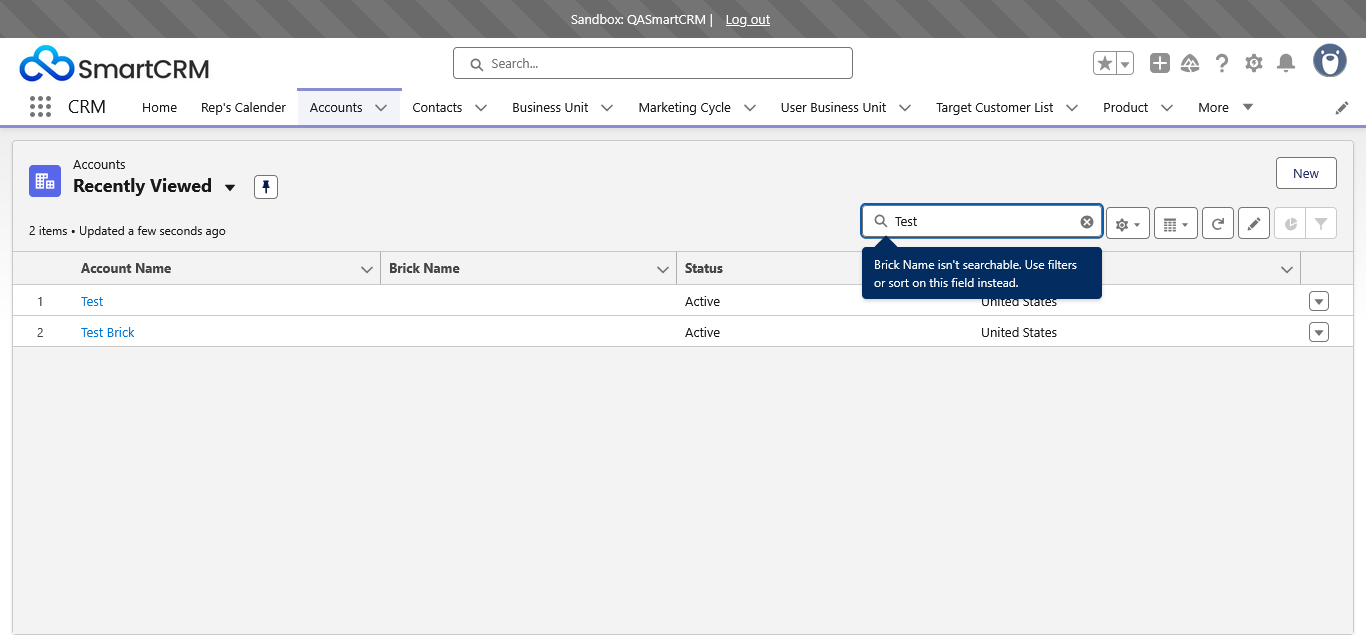 Sandbox: QASmartCRM | Log out
SmartCRM
Search...
CRM Home Rep's Calender Accounts Contacts Business Unit Marketing Cycle User Business Unit Target Customer List Product More
Accounts
Recently Viewed
New
2 items • Updated a few seconds ago
Test
Brick Name isn't searchable. Use filters
or sort on this field instead.
Account Name Brick Name Status
1 Test Active United States
2 Test Brick Active United States